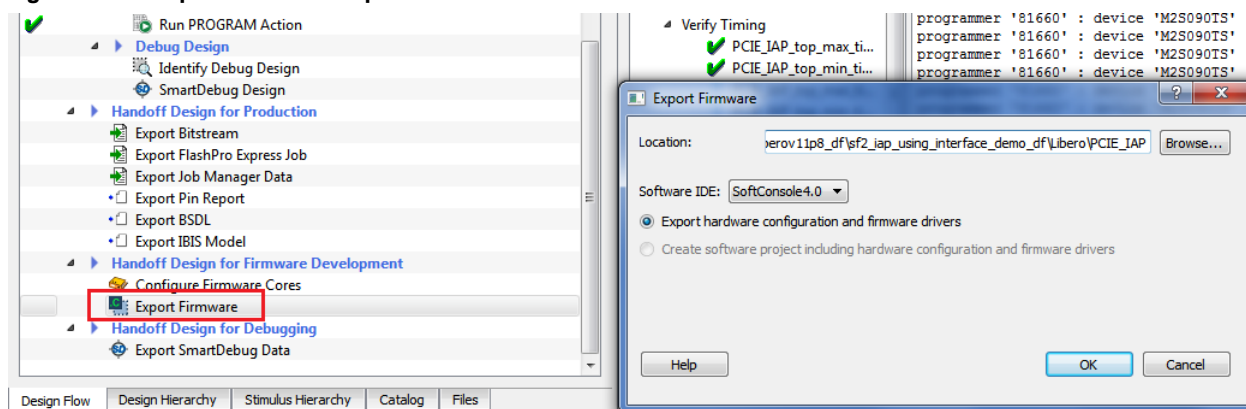 Run PROGRAM Action
Debug Design
Identify Debug Design
SmartDebug Design
Handoff Design for Production
Export Bitstream
Export FlashPro Express Job
Export Job Manager Data
Export Pin Report
Export BSDL
Export IBIS Model
Handoff Design for Firmware Development
Configure Firmware Cores
Export Firmware
Handoff Design for Debugging
Export SmartDebug Data
Design Flow Design Hierarchy Stimulus Hierarchy Catalog Files
Verify Timing
PCIE_IAP_top_max_ti...
PCIE_IAP_top_min_ti...
programmer '81660' : device 'M2S090TS'
programmer '81660' : device 'M2S090TS'
programmer '81660' : device 'M2S090TS'
programmer '81660' : device 'M2S090TS'
Export Firmware
Location: erov11p8_df\sf2_iap_using_interface_demo_df\Libero\PCIE_IAP Browse...
Software IDE: SoftConsole4.0
Export hardware configuration and firmware drivers
Create software project including hardware configuration and firmware drivers
Help OK Cancel